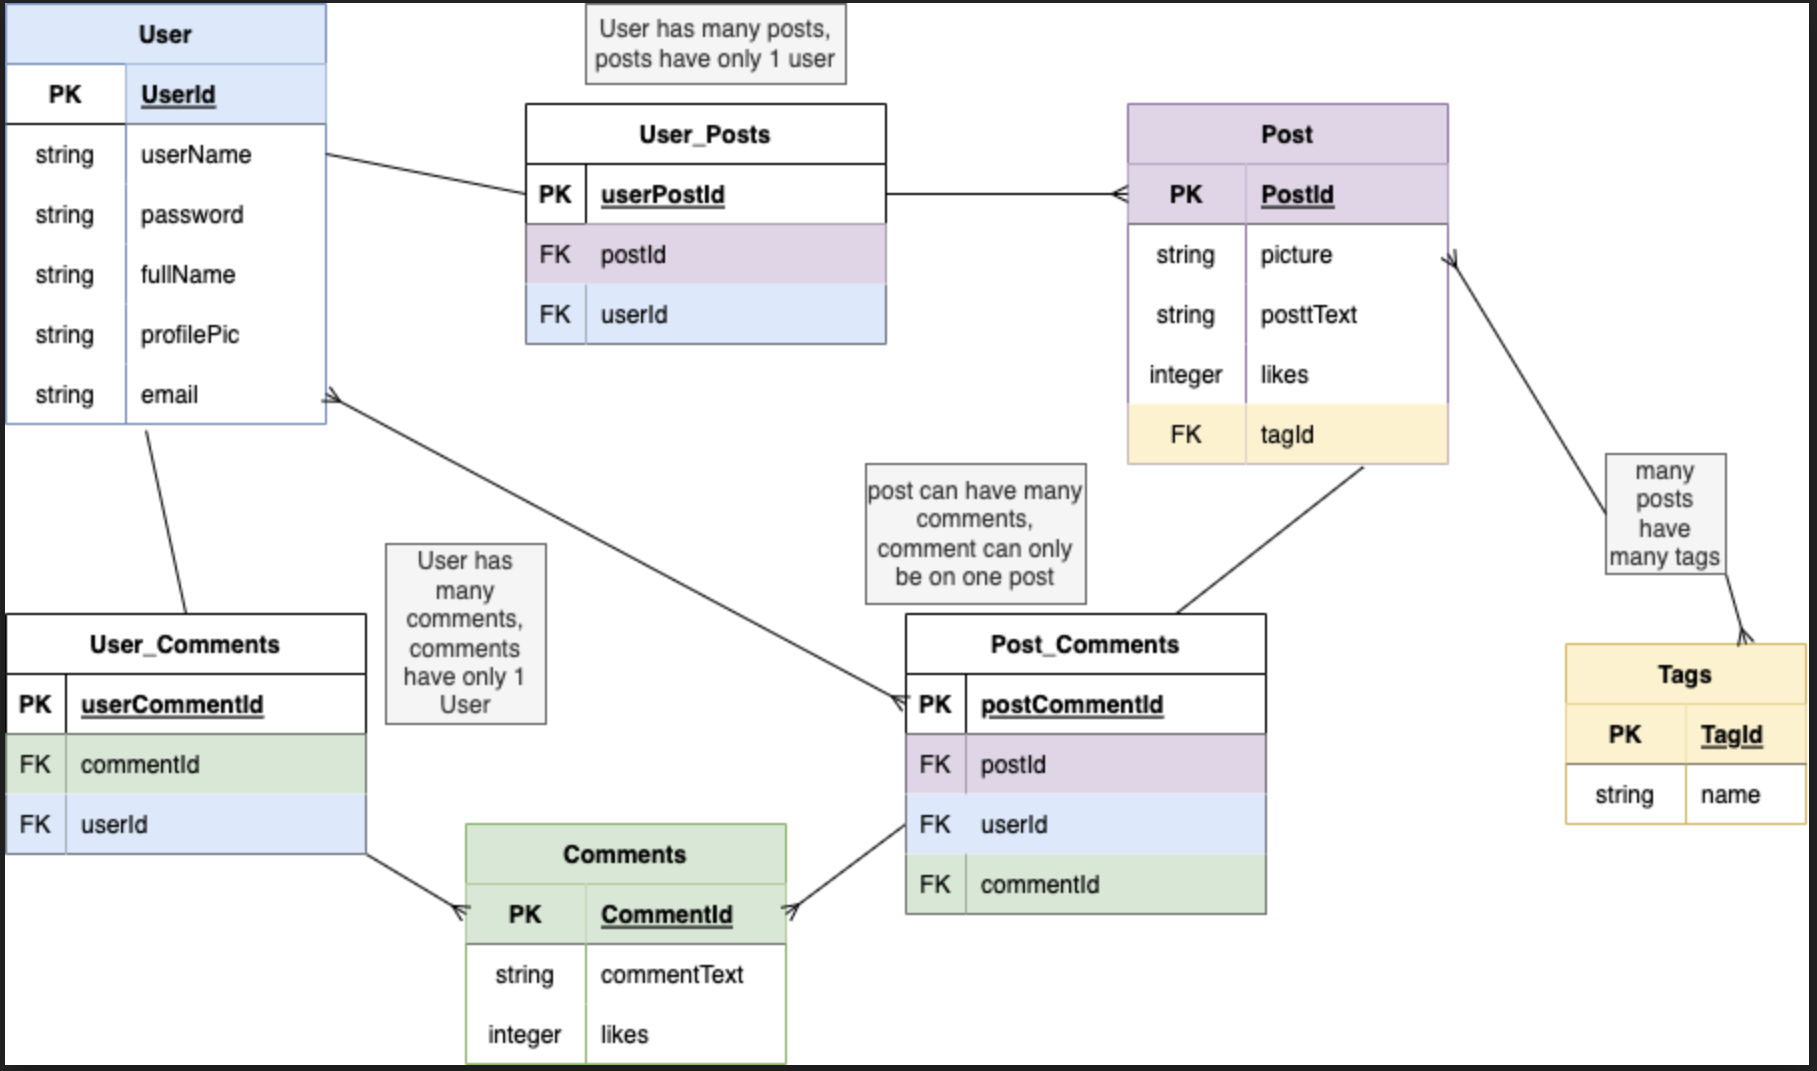 User
PK UserId
string userName
string password
string fullName
string profilePic
string email
User has many posts,
posts have only 1 user
User_Posts
PK userPostId
FK postId
FK userId
Post
PK PostId
string picture
string posttText
integer likes
FK tagId
many
posts
have
many tags
post can have many
comments,
comment can only
be on one post
User has
many
comments,
comments
have only 1
User
User_Comments
PK userCommentId
FK commentId
FK userId
Post_Comments
PK postCommentId
FK postId
FK userId
FK commentId
Tags
PK TagId
string name
Comments
PK CommentId
string commentText
integer likes